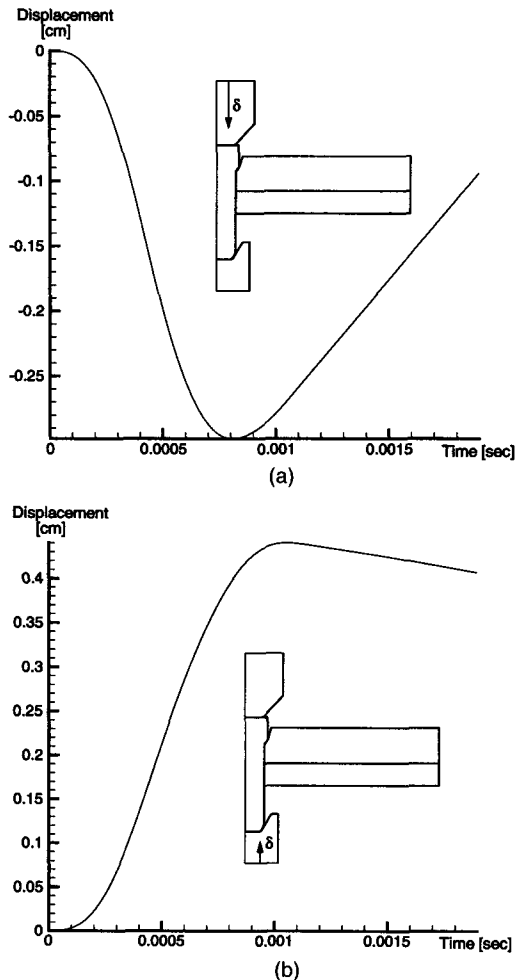 Displacement
[cm]
0
-0.05
-0.1
-0.15
-0.2
-0.25
δ
0
0.0005
0.001
0.0015
Time [sec]
(a)
Displacement
[cm]
0.4
0.35
0.3
0.25
0.2
0.15
0.1
0.05
0
δ
0
0.0005
0.001
0.0015
Time [sec]
(b)